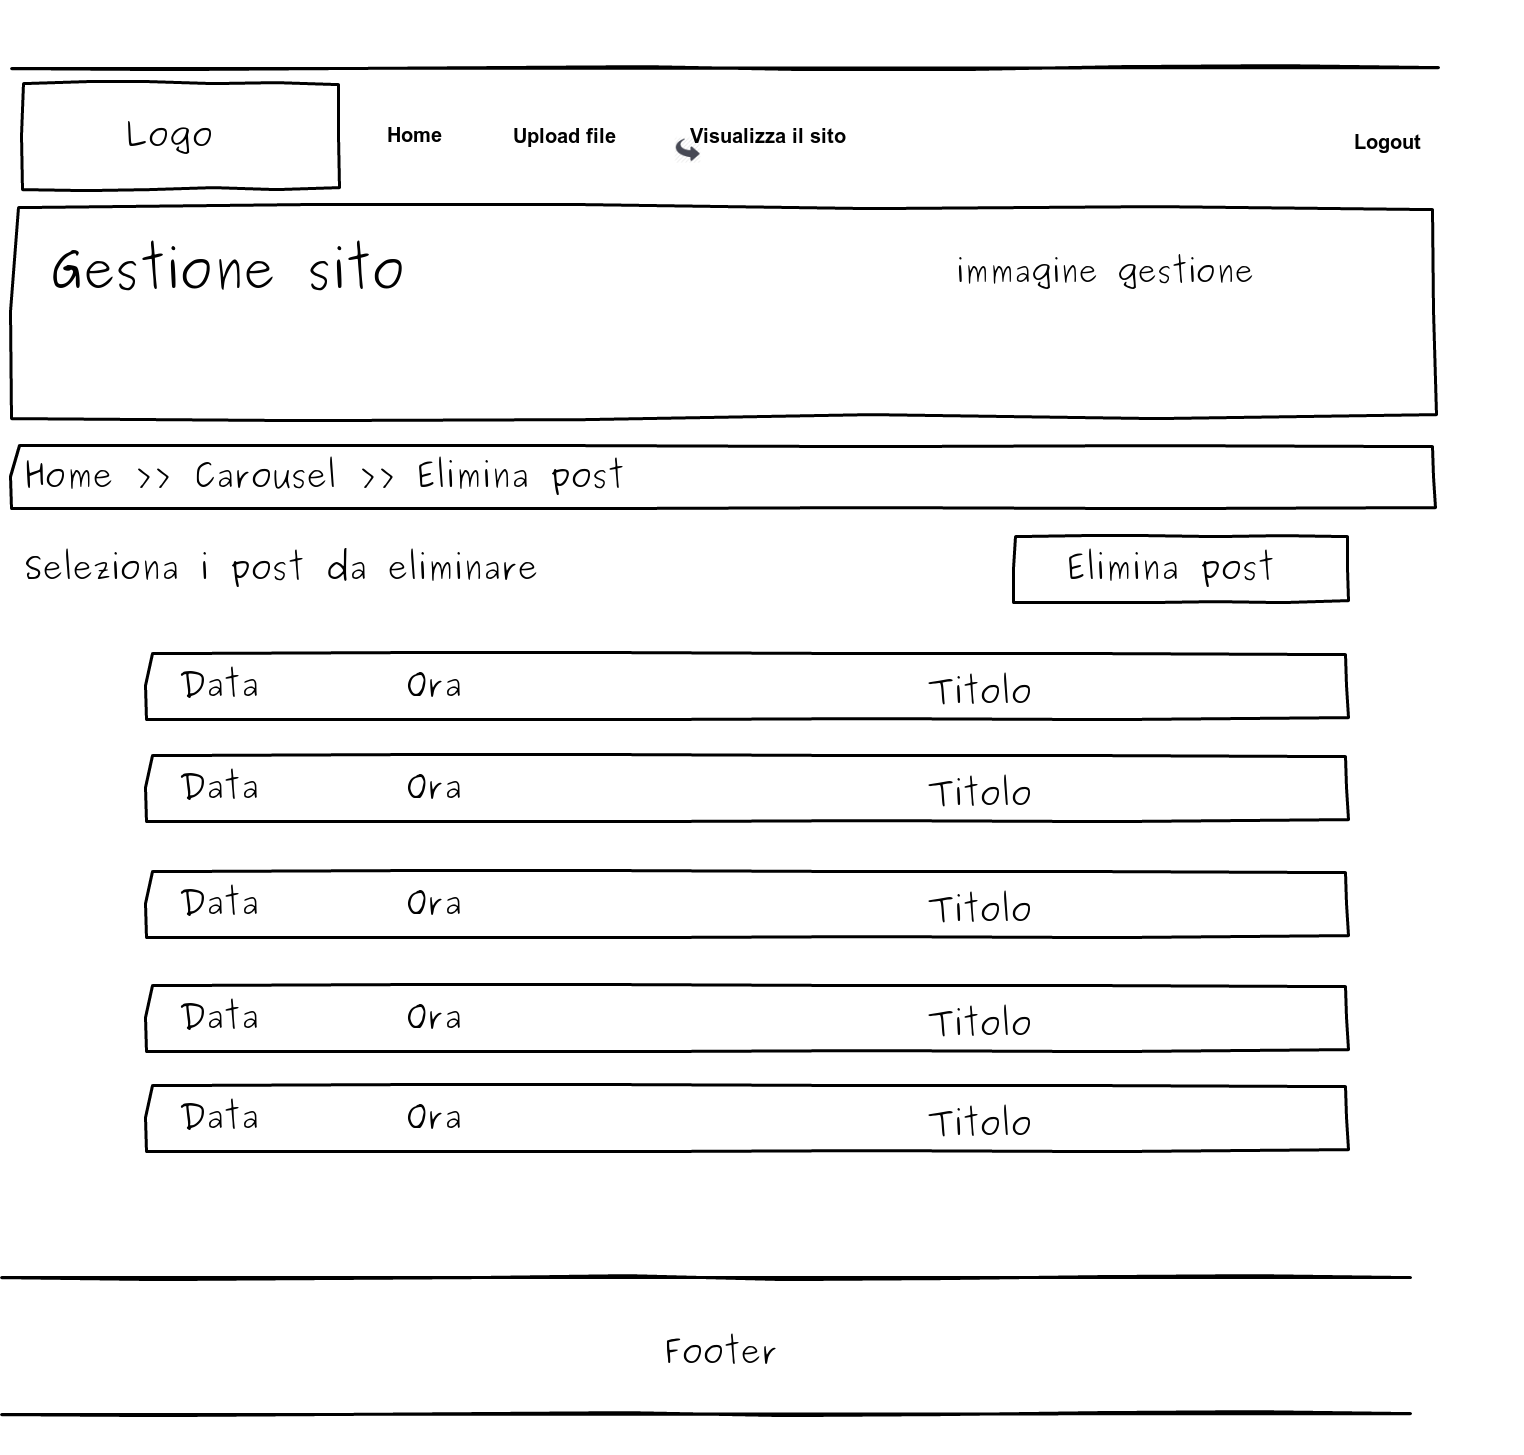 Logo Home Upload file Visualizza il sito Logout
Gestione sito immagine gestione
Home >> Carousel >> Elimina post
Seleziona i post da eliminare Elimina post
Data Ora Titolo
Data Ora Titolo
Data Ora Titolo
Data Ora Titolo
Data Ora Titolo
Footer